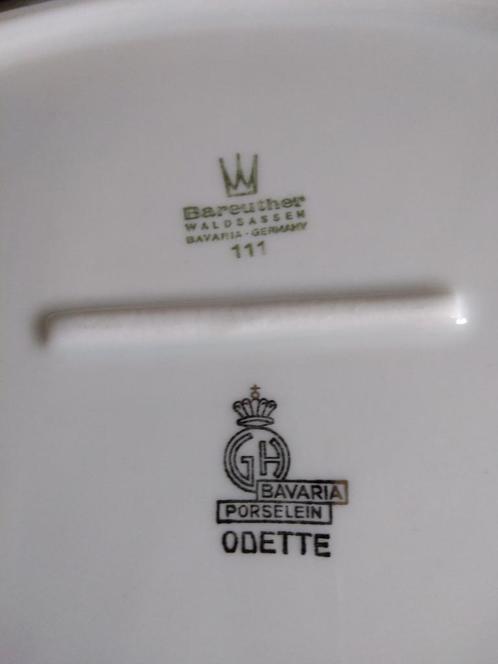 Bareuther
WALDSASSEN
BAVARIA - GERMANY
111
GH
BAVARIA
PORSELEIN
ODETTE